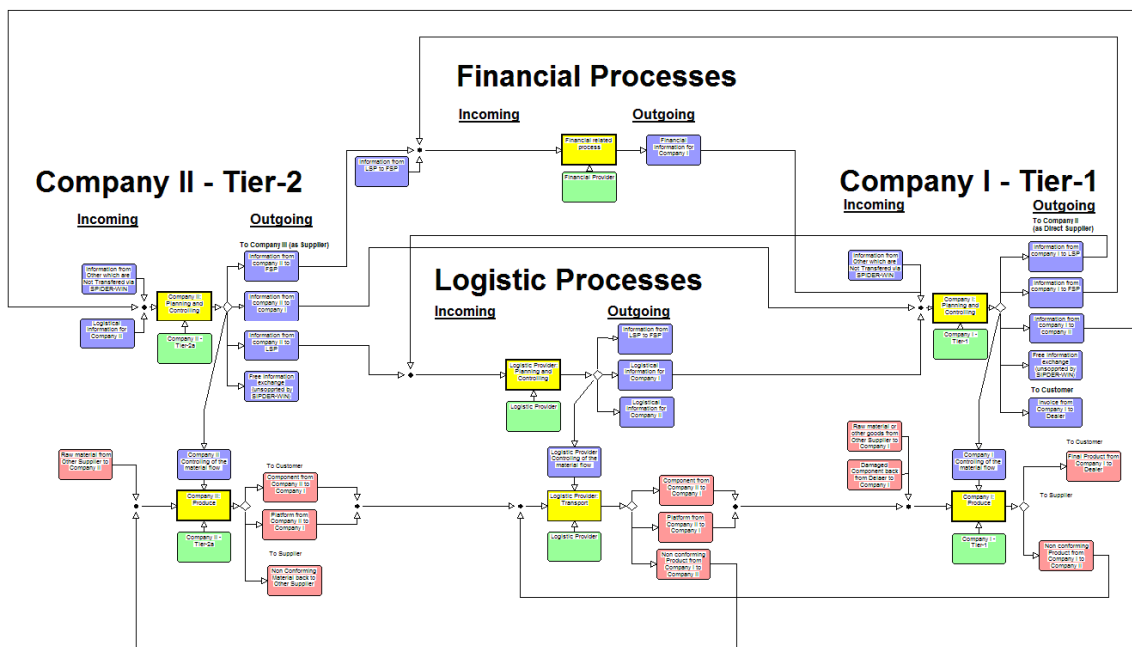 Financial Processes
Incoming
Outgoing
Information from
LSP to FSP
Financial related
process
Financial Provider
Financial
Information for
Company I
Company II - Tier-2
Incoming
Outgoing
To Company III (as Supplier)
Information from
Other which are
Not Transfered via
SPIDER-WIN
Logistical
Information for
Company II
Company II:
Planning and
Controlling
Company II -
Tier-2a
Information from
company II to
FSP
Information from
company II to
company I
Information from
company II to
LSP
Free information
exchange
(unsopprted by
SIPDER-WIN)
Company I - Tier-1
Incoming
Outgoing
To Company II
(as Direct Supplier)
Information from
Other which are
Not Transfered via
SPIDER-WIN
Company I:
Planning and
Controlling
Company I -
Tier-1
Information from
company I to LSP
Information from
company I to FSP
Information from
company I to company
II
Free information
exchange
(unsopprted by
SIPDER-WIN)
To Customer
Invoice from
Company I to
Dealer
Logistic Processes
Incoming
Outgoing
Logistic Provider
Planning and
Controlling
Logistic Provider
Information from
LSP to FSP
Logistical
Information for
Company I
Logistical
Information for
Company II
Raw material from
Other Supplier to
Company II
Company II
Controling of the
material flow
Company II:
Produce
Company II -
Tier-2a
To Customer
Component from
Company II to
Company I
Platform from
Company II to
Company I
To Supplier
Non Conforming
Material back to
Other Supplier
Logistic Provider
Controling of the
material flow
Logistic Provider
Transport
Logistic Provider
Component from
Company II to
Company I
Platform from
Company II to
Company I
Non conforming
Product from
Company I to
Company II
Raw material or
other goods from
Other Supplier to
Company I
Damaged
Component back
from Delaer to
Company I
Company I
Controling of the
material flow
Company I:
Produce
Company I -
Tier-1
To Customer
Final Product from
Company I to
Dealer
To Supplier
Non conforming
Product from
Company I to
Company II